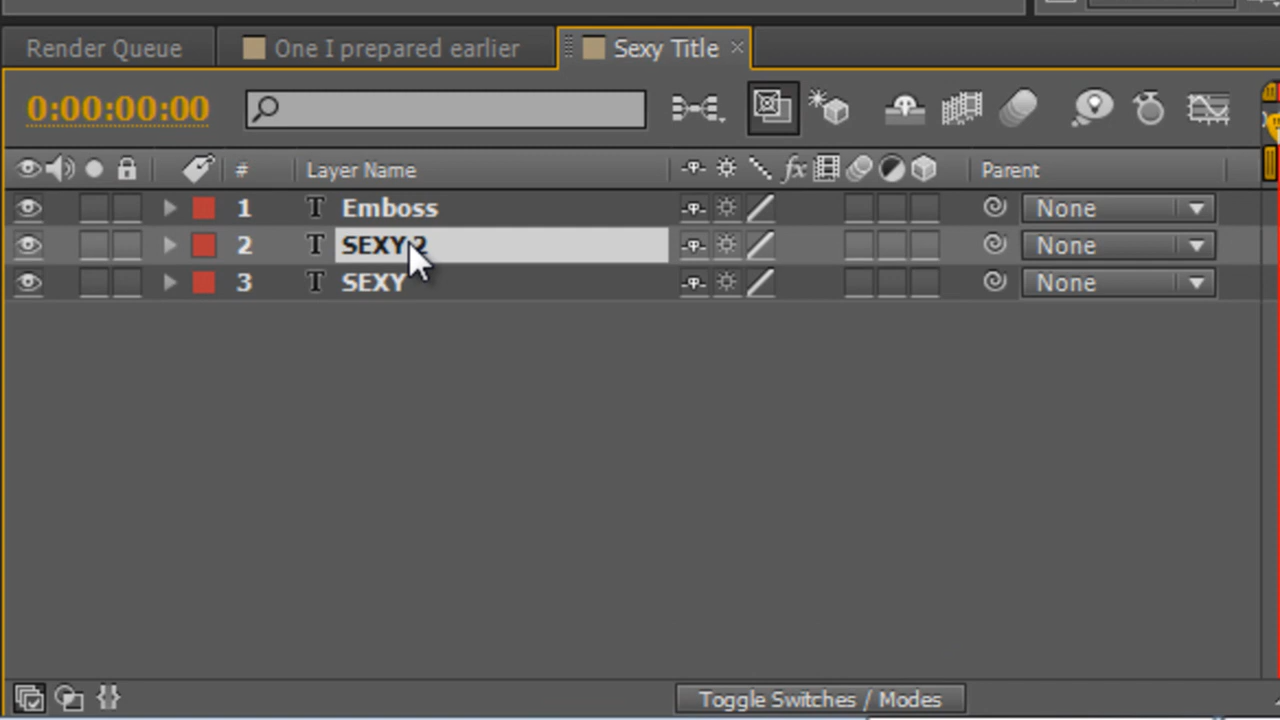 Render Queue One I prepared earlier Sexy Title ×
0:00:00:00
# Layer Name fx Parent
1 T Emboss None
2 T SEXY 2 None
3 T SEXY None
Toggle Switches / Modes